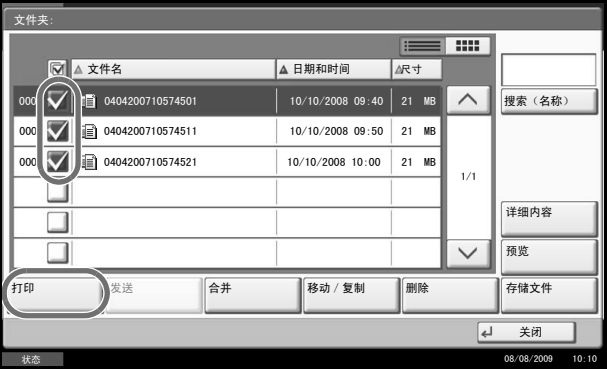 文件夹:
文件名 日期和时间 尺寸
000 0404200710574501 10/10/2008 09:40 21 MB
搜索（名称）
000 0404200710574511 10/10/2008 09:50 21 MB
000 0404200710574521 10/10/2008 10:00 21 MB
1/1
详细内容
预览
打印 发送 合并 移动 / 复制 删除 存储文件
关闭
状态 08/08/2009 10:10